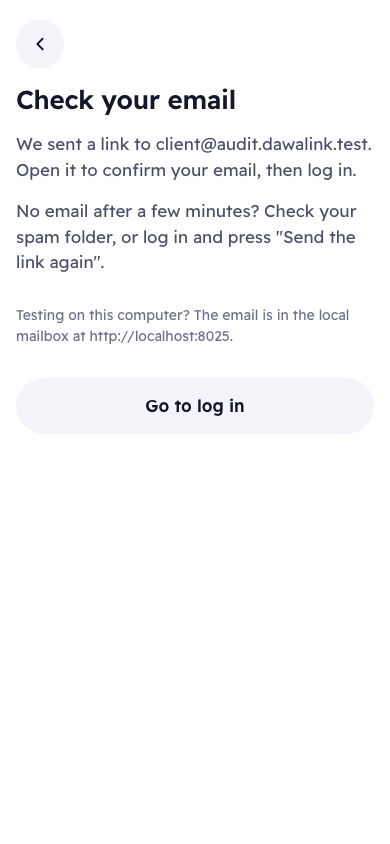 Check your email
We sent a link to client@audit.dawalink.test.
Open it to confirm your email, then log in.
No email after a few minutes? Check your
spam folder, or log in and press "Send the
link again".
Testing on this computer? The email is in the local
mailbox at http://localhost:8025.
Go to log in